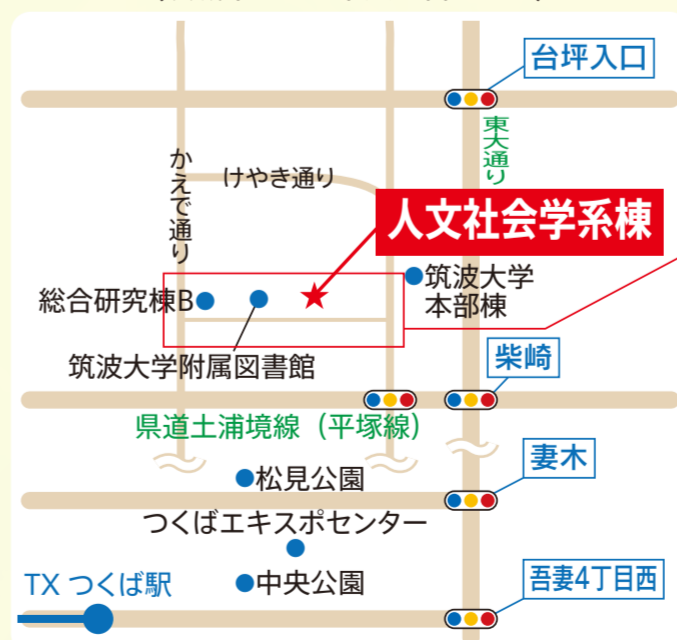 台坪入口
東大通り
かえで通り
けやき通り
人文社会学系棟
総合研究棟B
筑波大学
本部棟
筑波大学附属図書館
柴崎
県道土浦境線（平塚線）
妻木
松見公園
つくばエキスポセンター
TX つくば駅
中央公園
吾妻4丁目西